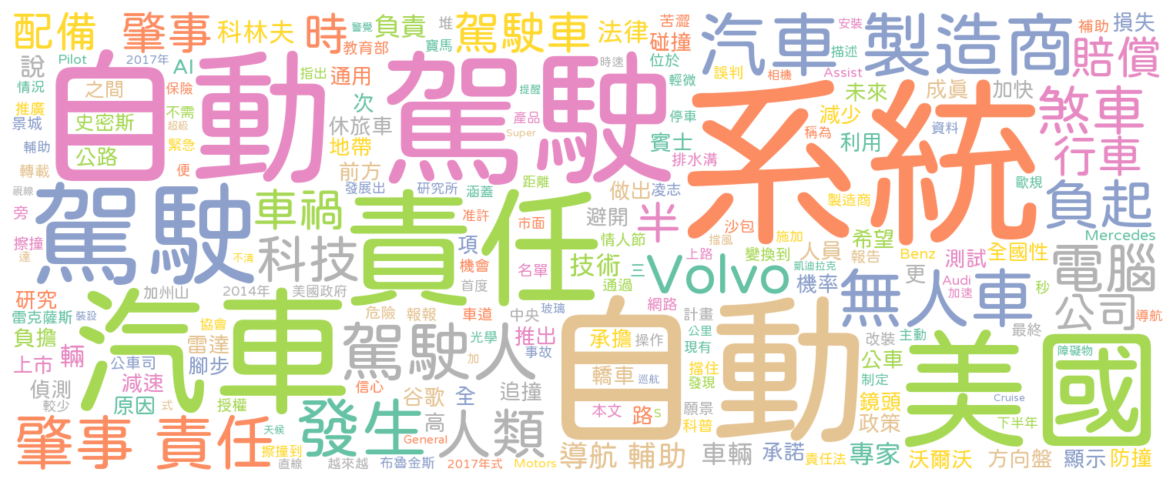 配備
肇事
科林夫
時
負責
堆
警覺
寶馬
駕駛車
法律
苦澀
碰撞
汽車
製造商
補助
損失
賠償
安裝
描述
說
情況
Pilot
2017年
AI
教育部
指出
通用
位於
時速
誤判
相機
Assist
未來
成真
加快
推廣
景城
之間
保險
不需
超級
史密斯
公路
緊急
次
休旅車
地帶
提醒
輕微
產品
Super
停車
稱為
減少
資料
煞車
行車
輔助
轉載
便
自動
駕駛
系統
賓士
排水溝
利用
前方
視線
旁
擦撞
達
駕駛
車禍
責任
發展出
研究所
涵蓋
距離
准許
市面
做出
凌志
避開
半
製造商
沙包
施加
擋風
歐規
負起
人員
報告
希望
Mercedes
Benz
全國性
科技
不清
項
機會
首度
名單
情人節
技術
三
通過
Volvo
上路
變換到
凱迪拉克
機率
更
測試
Audi
加速
無人車
秒
電腦
公司
導航
研究
加州山
2014年
美國政府
雷克薩斯
裝設
負擔
協會
雷達
危險
報報
車道
光學
中央
玻璃
推出
事故
網路
計畫
公里
現有
改裝
主動
最終
上市
輛
公車司
腳步
汽車
駕駛人
加
追撞
自動
承擔
操作
轎車
擋住
發現
公車
制定
美國
障礙物
偵測
較少
減速
原因
式
授權
信心
谷歌
全
巡航
本文
路
S
願景
科普
鏡頭
政策
Cruise
下半年
肇事
責任
天候
擦撞到
直線
發生
高
General
人類
越來越
布魯金斯
2017年式
Motors
導航
輔助
車輛
承諾
責任法
專家
沃爾沃
方向盤
顯示
防撞